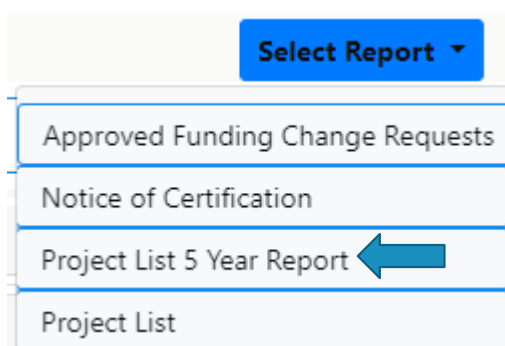 Select Report
Approved Funding Change Requests
Notice of Certification
Project List 5 Year Report
Project List